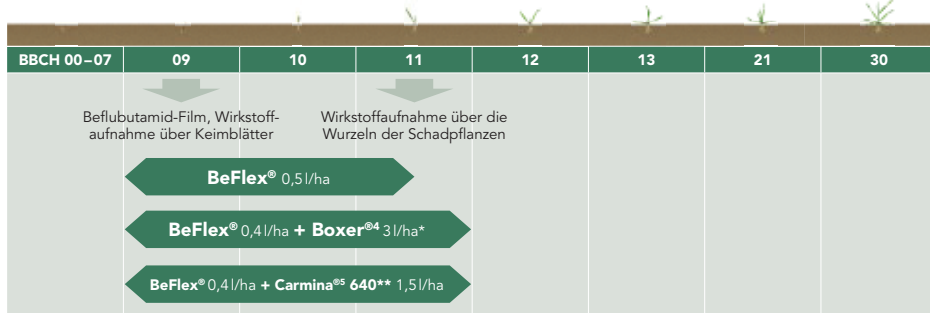 BBCH 00–07 09 10 11 12 13 21 30
Beflubutamid-Film, Wirkstoff-
aufnahme über Keimblätter
Wirkstoffaufnahme über die
Wurzeln der Schadpflanzen
BeFlex® 0,5 l/ha
BeFlex® 0,4 l/ha + Boxer®⁴ 3 l/ha*
BeFlex® 0,4 l/ha + Carmina®⁵ 640** 1,5 l/ha